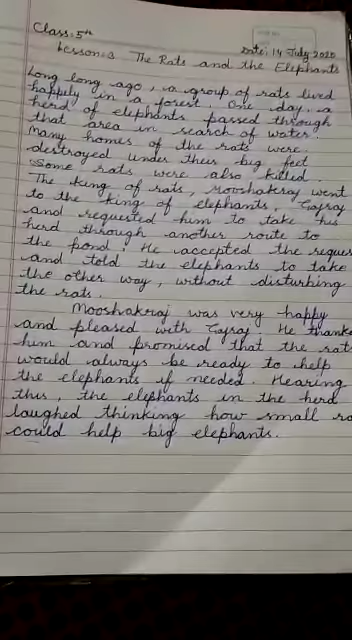 Class: 5th
Date: 14 July 2020
Lesson: 3 The Rats and the Elephants
Long long ago, a group of rats lived
happily in a forest. One day, a
herd of elephants passed through
that area in search of water.
Many homes of the rats were
destroyed under their big feet
Some rats were also killed.
The king of rats, Mooshakraj went
to the king of elephants, Gajraj
and requested him to take his
herd through another route to
the pond. He accepted the reques
and told the elephants to take
the other way, without disturbing
the rats.
Mooshakraj was very happy
and pleased with Gajraj. He thank
him and promised that the rats
would always be ready to help
the elephants if needed. Hearing
this, the elephants in the herd
laughed thinking how small ra
could help big elephants.